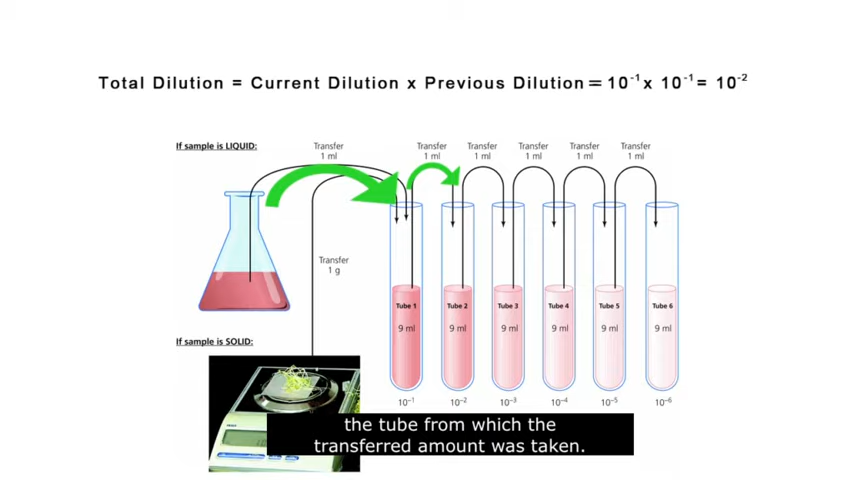 Total Dilution = Current Dilution x Previous Dilution = 10⁻¹ x 10⁻¹ = 10⁻²
If sample is LIQUID:
Transfer
1 ml
Transfer
1 ml
Transfer
1 ml
Transfer
1 ml
Transfer
1 ml
Transfer
1 ml
Transfer
1 g
Tube 1
9 ml
Tube 2
9 ml
Tube 3
9 ml
Tube 4
9 ml
Tube 5
9 ml
Tube 6
9 ml
If sample is SOLID:
10⁻¹
10⁻²
10⁻³
10⁻⁴
10⁻⁵
10⁻⁶
the tube from which the
transferred amount was taken.